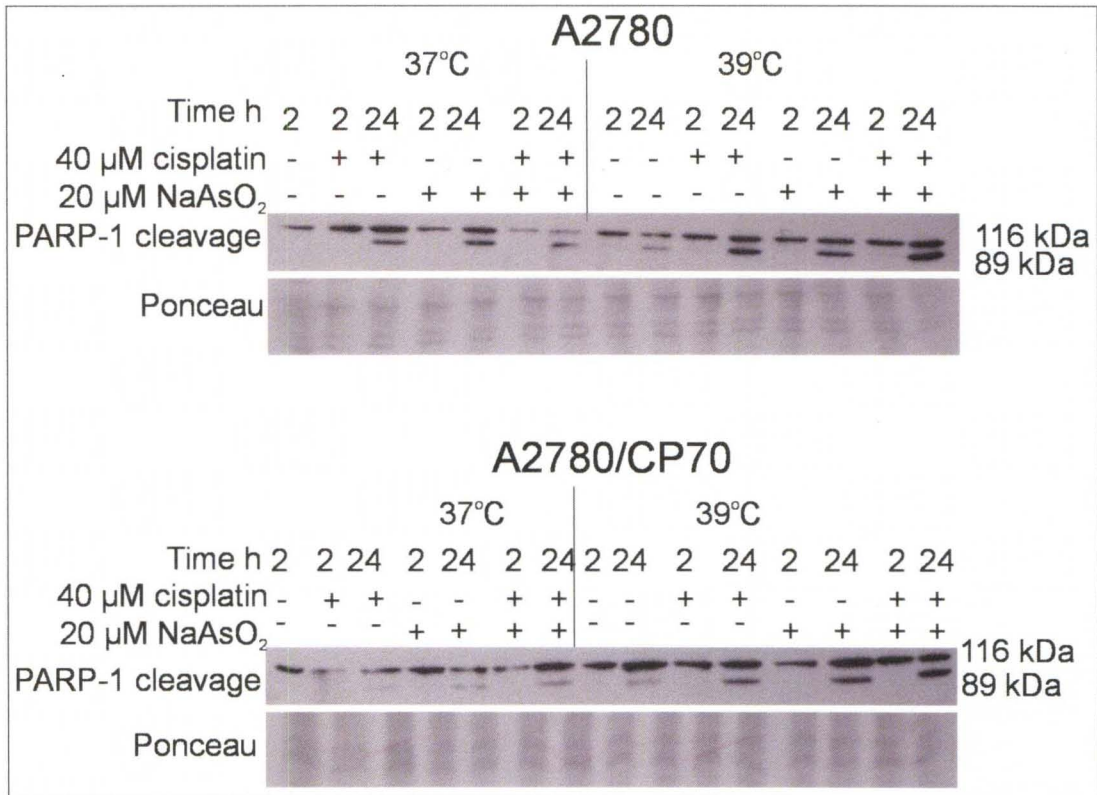 A2780
37°C 39°C
Time h 2 2 24 2 24 2 24 2 24 2 24 2 24 2 24
40 µM cisplatin - + + - - + + - - + + - - + +
20 µM NaAsO₂ - - - + + + + - - - - + + + +
PARP-1 cleavage 116 kDa
89 kDa
Ponceau
A2780/CP70
37°C 39°C
Time h 2 2 24 2 24 2 24 2 24 2 24 2 24 2 24
40 µM cisplatin - + + - - + + - - + + - - + +
20 µM NaAsO₂ - - - + + + + - - - - + + + +
PARP-1 cleavage 116 kDa
89 kDa
Ponceau